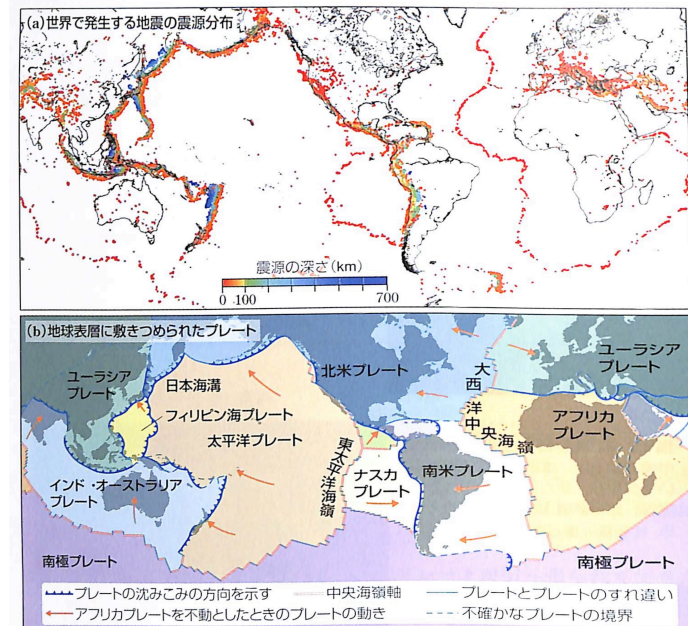 (a)世界で発生する地震の震源分布
震源の深さ(km)
0 -100 700
(b)地球表層に敷きつめられたプレート
ユーラシア
プレート
日本海溝
フィリピン海プレート
太平洋プレート
北米プレート
大西洋中央海嶺
ユーラシア
プレート
アフリカ
プレート
東太平洋海嶺
ナスカ
プレート
南米プレート
インド・オーストラリア
プレート
南極プレート
南極プレート
プレートの沈みこみの方向を示す
中央海嶺軸
プレートとプレートのすれ違い
アフリカプレートを不動としたときのプレートの動き
不確かなプレートの境界